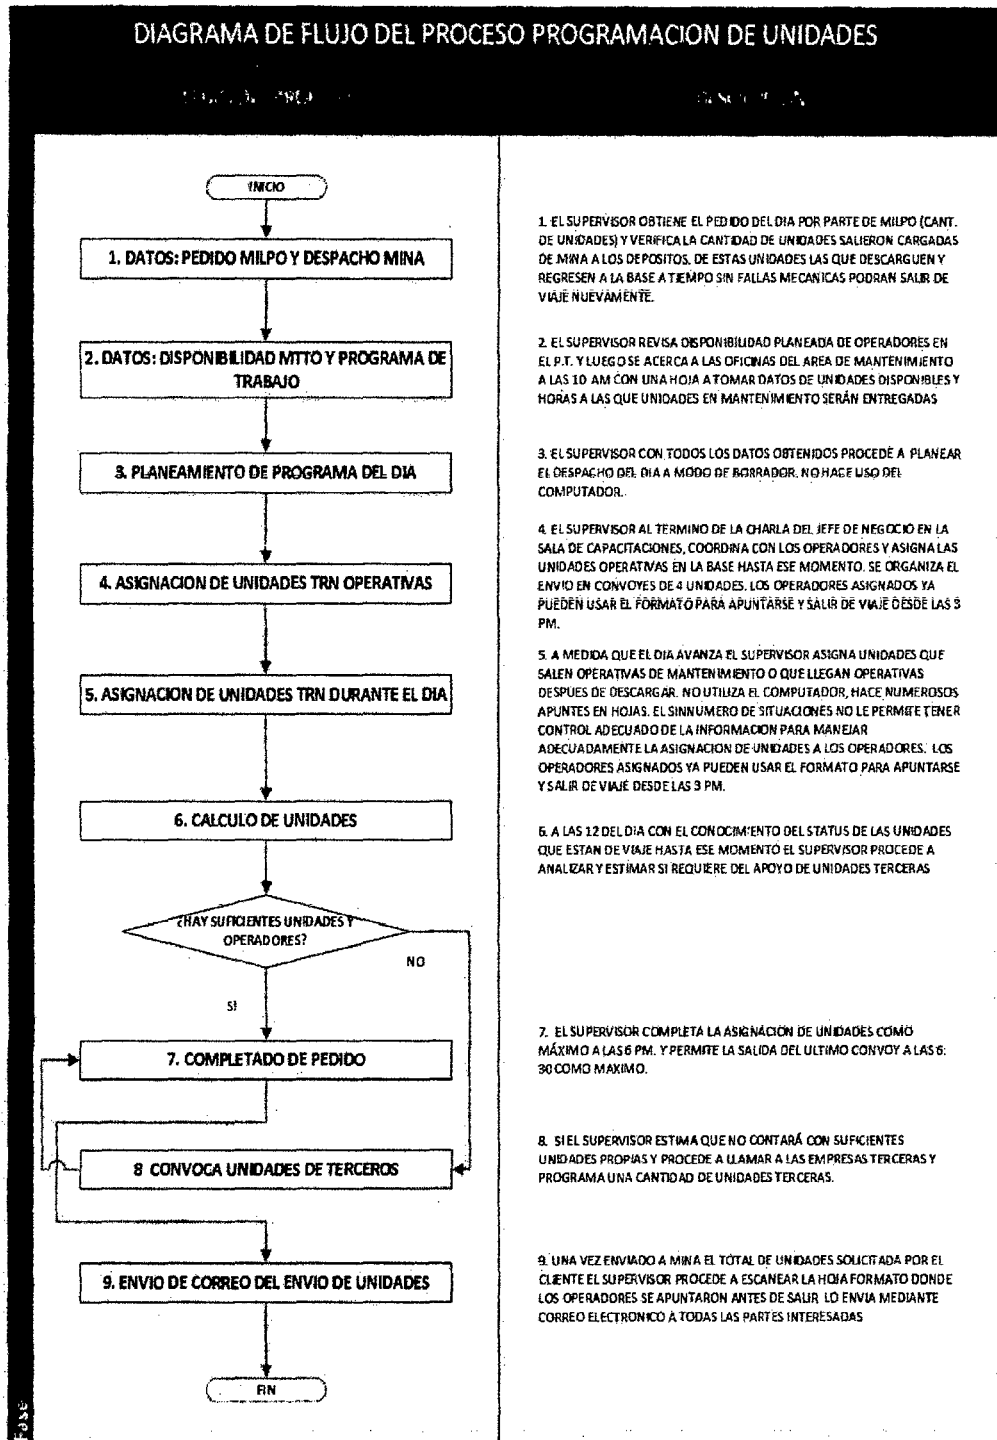 DIAGRAMA DE FLUJO DEL PROCESO PROGRAMACION DE UNIDADES
INICIO
1. DATOS: PEDIDO MILPO Y DESPACHO MINA
2. DATOS: DISPONIBILIDAD MTTO Y PROGRAMA DE
TRABAJO
3. PLANEAMIENTO DE PROGRAMA DEL DIA
4. ASIGNACION DE UNIDADES TRN OPERATIVAS
5. ASIGNACION DE UNIDADES TRN DURANTE EL DIA
6. CALCULO DE UNIDADES
¿HAY SUFICIENTES UNIDADES Y
OPERADORES?
NO
SI
7. COMPLETADO DE PEDIDO
8 CONVOCA UNIDADES DE TERCEROS
9. ENVIO DE CORREO DEL ENVIO DE UNIDADES
FIN
Fase
1. EL SUPERVISOR OBTIENE EL PEDIDO DEL DIA POR PARTE DE MILPO (CANT.
DE UNIDADES) Y VERIFICA LA CANTIDAD DE UNIDADES SALIERON CARGADAS
DE MINA A LOS DEPOSITOS. DE ESTAS UNIDADES LAS QUE DESCARGUEN Y
REGRESEN A LA BASE A TIEMPO SIN FALLAS MECANICAS PODRAN SALIR DE
VIAJE NUEVAMENTE.
2. EL SUPERVISOR REVISA DISPONIBILIDAD PLANEADA DE OPERADORES EN
EL P.T. Y LUEGO SE ACERCA A LAS OFICINAS DEL AREA DE MANTENIMIENTO
A LAS 10 AM CON UNA HOJA A TOMAR DATOS DE UNIDADES DISPONIBLES Y
HORAS A LAS QUE UNIDADES EN MANTENIMIENTO SERÁN ENTREGADAS
3. EL SUPERVISOR CON TODOS LOS DATOS OBTENIDOS PROCEDE A PLANEAR
EL DESPACHO DEL DIA A MODO DE BORRADOR. NO HACE USO DEL
COMPUTADOR.
4. EL SUPERVISOR AL TERMINO DE LA CHARLA DEL JEFE DE NEGOCIO EN LA
SALA DE CAPACITACIONES, COORDINA CON LOS OPERADORES Y ASIGNA LAS
UNIDADES OPERATIVAS EN LA BASE HASTA ESE MOMENTO. SE ORGANIZA EL
ENVIO EN CONVOYES DE 4 UNIDADES. LOS OPERADORES ASIGNADOS YA
PUEDEN USAR EL FORMATO PARA APUNTARSE Y SALIR DE VIAJE DESDE LAS 3
PM.
5. A MEDIDA QUE EL DIA AVANZA EL SUPERVISOR ASIGNA UNIDADES QUE
SALEN OPERATIVAS DE MANTENIMIENTO O QUE LLEGAN OPERATIVAS
DESPUES DE DESCARGAR. NO UTILIZA EL COMPUTADOR, HACE NUMEROSOS
APUNTES EN HOJAS. EL SINNUMERO DE SITUACIONES NO LE PERMITE TENER
CONTROL ADECUADO DE LA INFORMACION PARA MANEJAR
ADECUADAMENTE LA ASIGNACION DE UNIDADES A LOS OPERADORES. LOS
OPERADORES ASIGNADOS YA PUEDEN USAR EL FORMATO PARA APUNTARSE
Y SALIR DE VIAJE DESDE LAS 3 PM.
6. A LAS 12 DEL DIA CON EL CONOCIMIENTO DEL STATUS DE LAS UNIDADES
QUE ESTAN DE VIAJE HASTA ESE MOMENTO EL SUPERVISOR PROCEDE A
ANALIZAR Y ESTIMAR SI REQUIERE DEL APOYO DE UNIDADES TERCERAS
7. EL SUPERVISOR COMPLETA LA ASIGNACIÓN DE UNIDADES COMO
MÁXIMO A LAS 6 PM. Y PERMITE LA SALIDA DEL ULTIMO CONVOY A LAS 6:
30 COMO MAXIMO.
8. SI EL SUPERVISOR ESTIMA QUE NO CONTARÁ CON SUFICIENTES
UNIDADES PROPIAS Y PROCEDE A LLAMAR A LAS EMPRESAS TERCERAS Y
PROGRAMA UNA CANTIDAD DE UNIDADES TERCERAS.
9. UNA VEZ ENVIADO A MINA EL TOTAL DE UNIDADES SOLICITADA POR EL
CLIENTE EL SUPERVISOR PROCEDE A ESCANEAR LA HOJA FORMATO DONDE
LOS OPERADORES SE APUNTARON ANTES DE SALIR LO ENVIA MEDIANTE
CORREO ELECTRONICO A TODAS LAS PARTES INTERESADAS